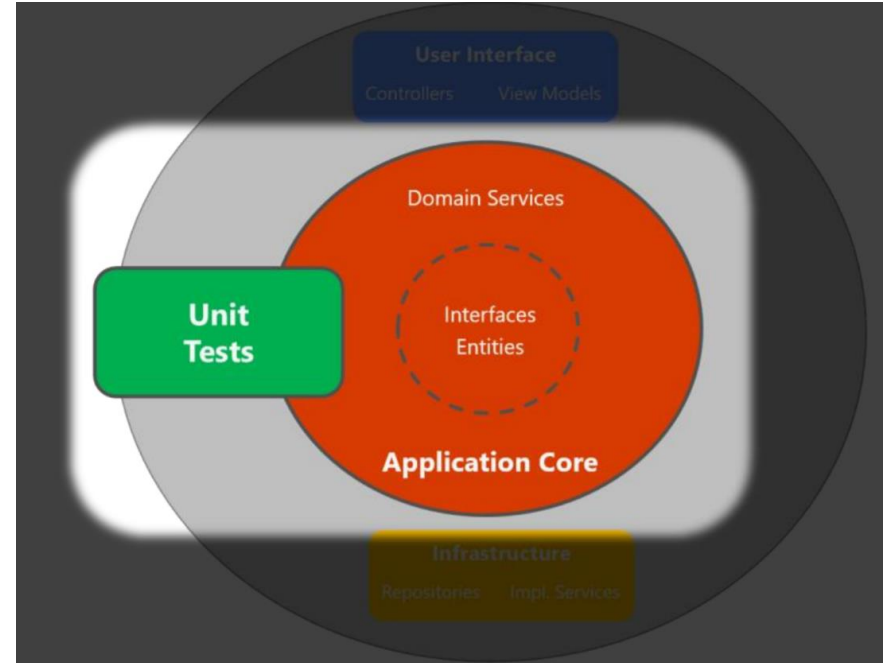 User Interface
Controllers View Models
Domain Services
Unit
Tests
Interfaces
Entities
Application Core
Infrastructure
Repositories Impl. Services